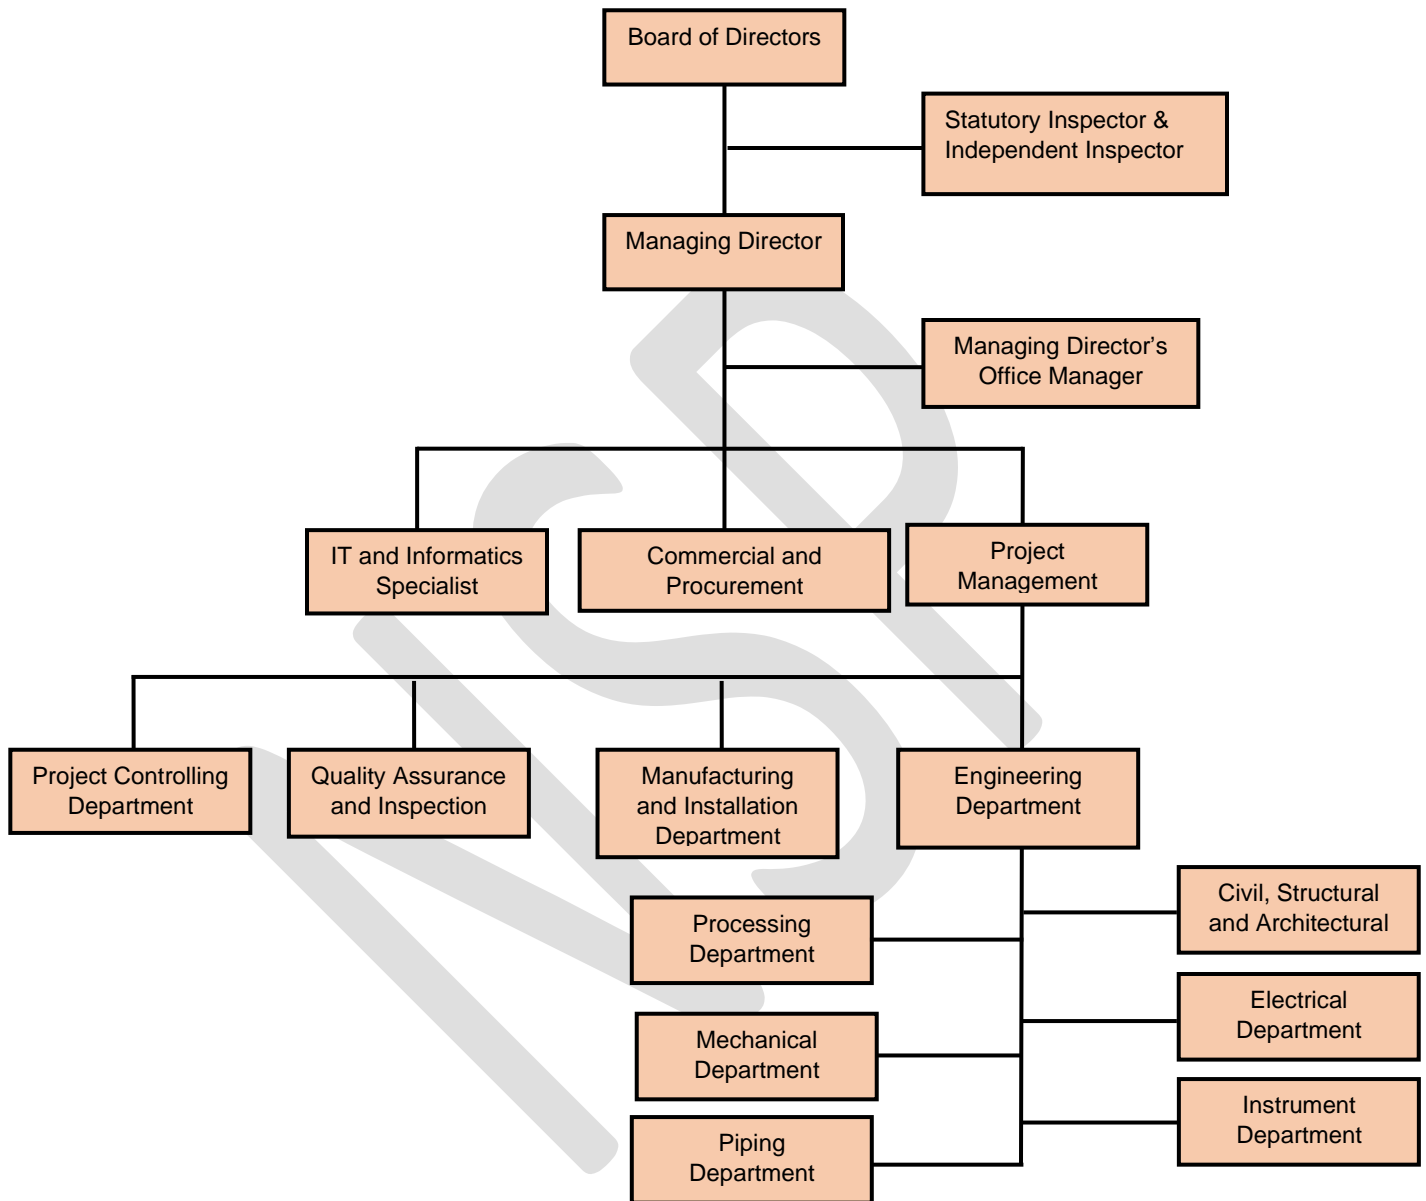 Board of Directors
Statutory Inspector &
Independent Inspector
Managing Director
Managing Director’s
Office Manager
IT and Informatics
Specialist
Commercial and
Procurement
Project
Management
Project Controlling
Department
Quality Assurance
and Inspection
Manufacturing
and Installation
Department
Engineering
Department
Processing
Department
Civil, Structural
and Architectural
Mechanical
Department
Electrical
Department
Piping
Department
Instrument
Department
NSP